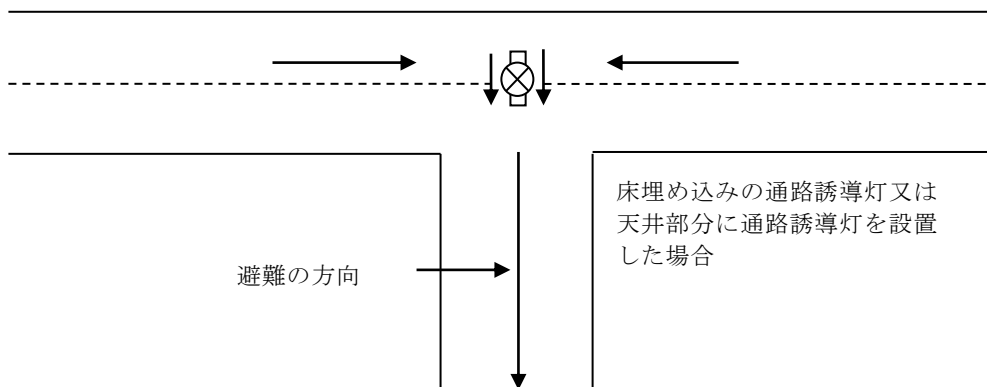 床埋め込みの通路誘導灯又は
天井部分に通路誘導灯を設置
した場合
避難の方向